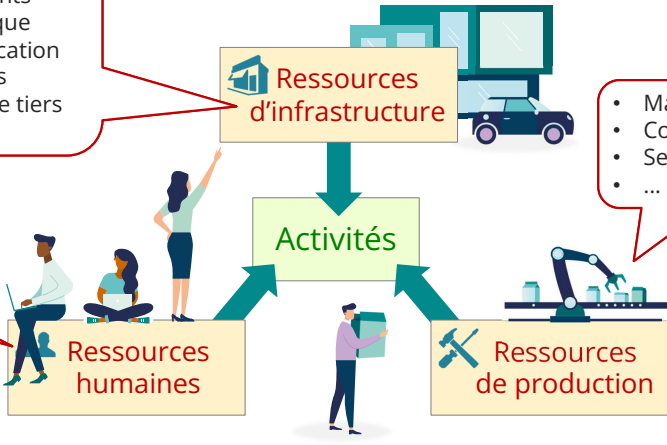 nts
que
cation
s
e tiers
Ressources
d’infrastructure
• Ma
• Co
• Se
• ...
Activités
Ressources
humaines
Ressources
de production